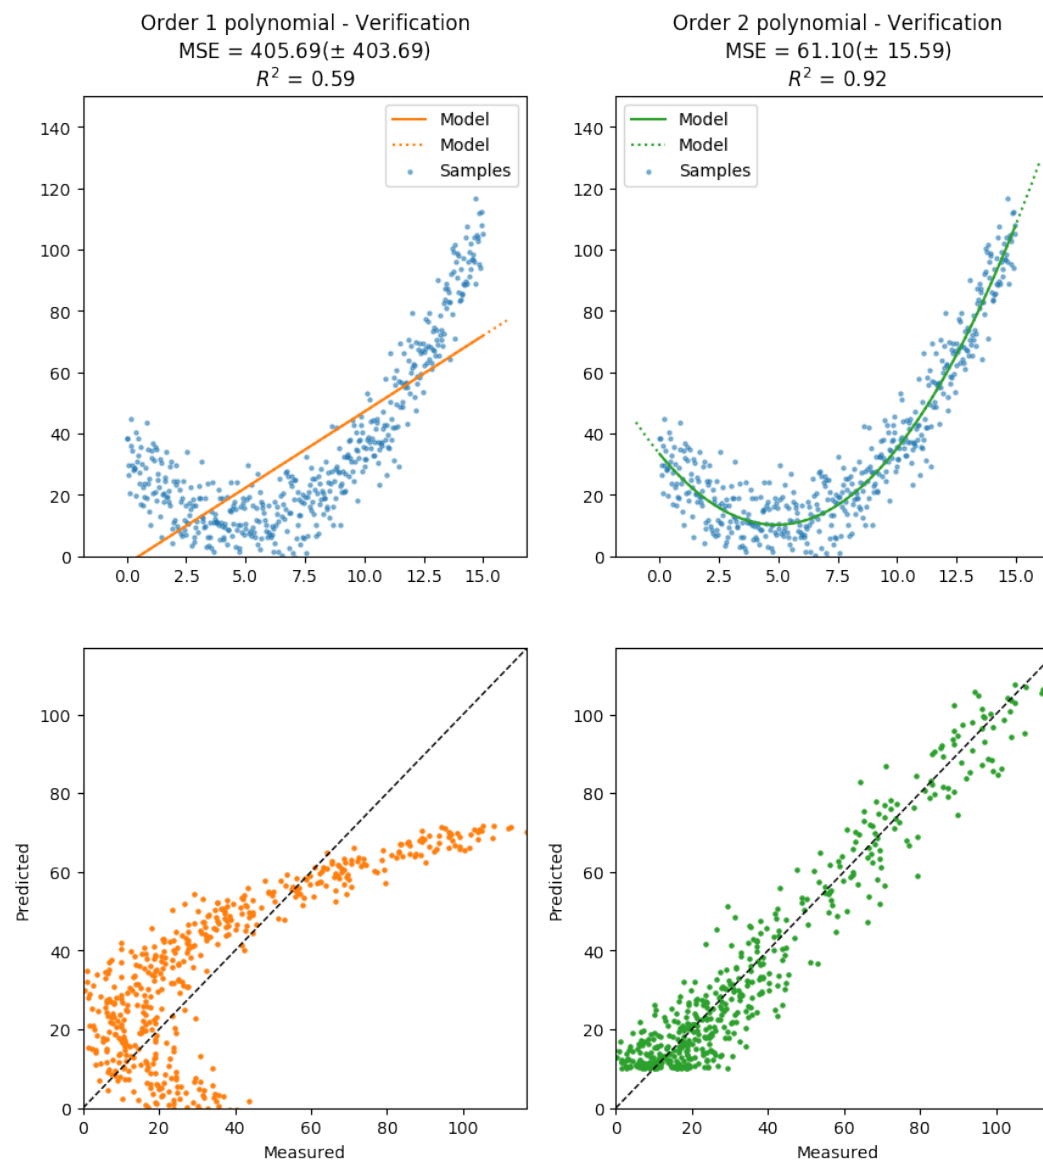 Order 1 polynomial - Verification
MSE = 405.69(± 403.69)
R² = 0.59
Model
Model
Samples
140
120
100
80
60
40
20
0
0.0 2.5 5.0 7.5 10.0 12.5 15.0
Order 2 polynomial - Verification
MSE = 61.10(± 15.59)
R² = 0.92
Model
Model
Samples
140
120
100
80
60
40
20
0
0.0 2.5 5.0 7.5 10.0 12.5 15.0
Predicted
100
80
60
40
20
0
0 20 40 60 80 100
Measured
Predicted
100
80
60
40
20
0
0 20 40 60 80 100
Measured